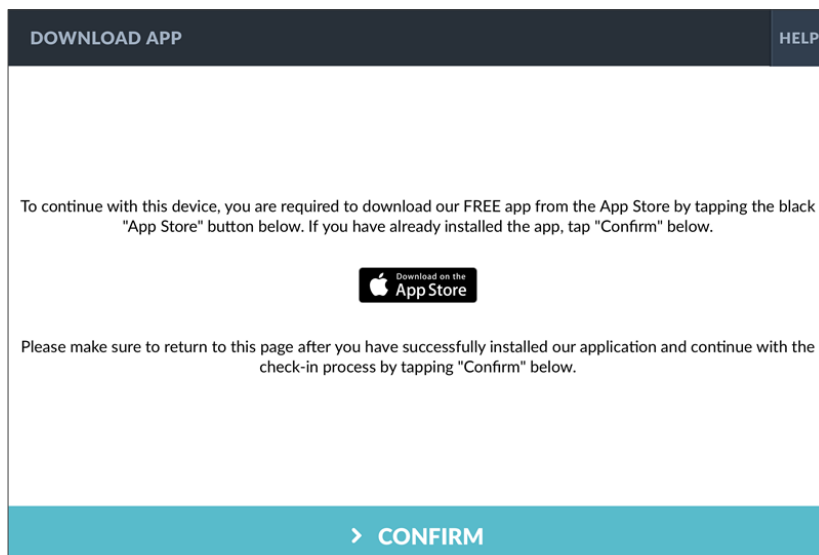 DOWNLOAD APP
HELP
To continue with this device, you are required to download our FREE app from the App Store by tapping the black
"App Store" button below. If you have already installed the app, tap "Confirm" below.
Download on the
App Store
Please make sure to return to this page after you have successfully installed our application and continue with the
check-in process by tapping "Confirm" below.
> CONFIRM